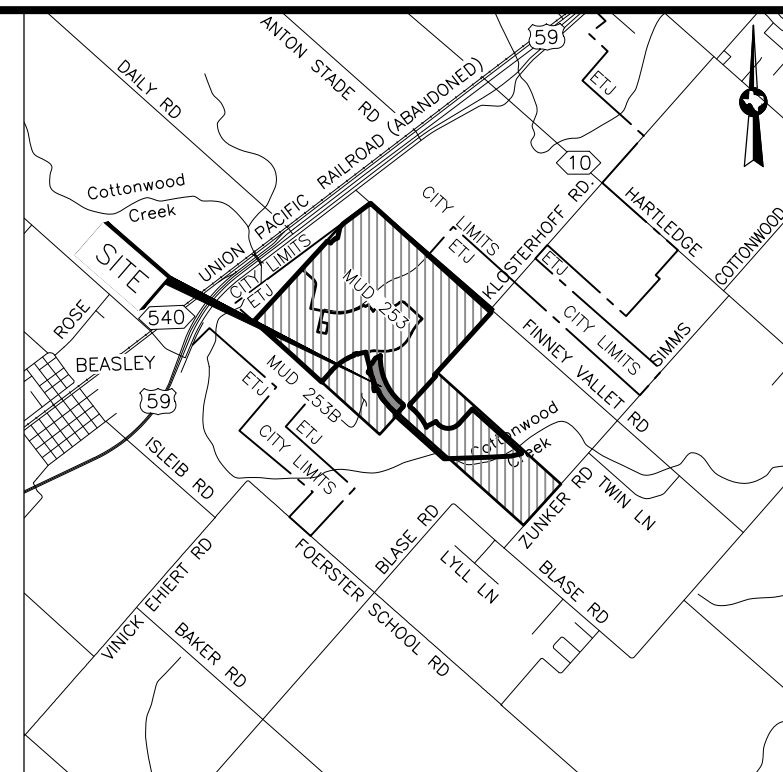 59
ANTON STADE RD
DAILY RD
ETJ
UNION PACIFIC RAILROAD (ABANDONED)
10
Cottonwood
Creek
CITY LIMITS
ETJ
KLOSTERHOFF RD.
HARTLEDGE
COTTONWOOD
SITE
CITY LIMITS
ETJ
ETJ
MUD 253
540
CITY LIMITS
ROSE
BEASLEY
SIMMS
FINNEY VALLET RD
59
MUD 253B
ETJ
ETJ
CITY LIMITS
Cottonwood
Creek
ISLEIB RD
ZUNKER RD
TWIN LN
BLASE RD
VINICK EHIERT RD
FOERSTER SCHOOL RD
LYLL LN
BLASE RD
BAKER RD